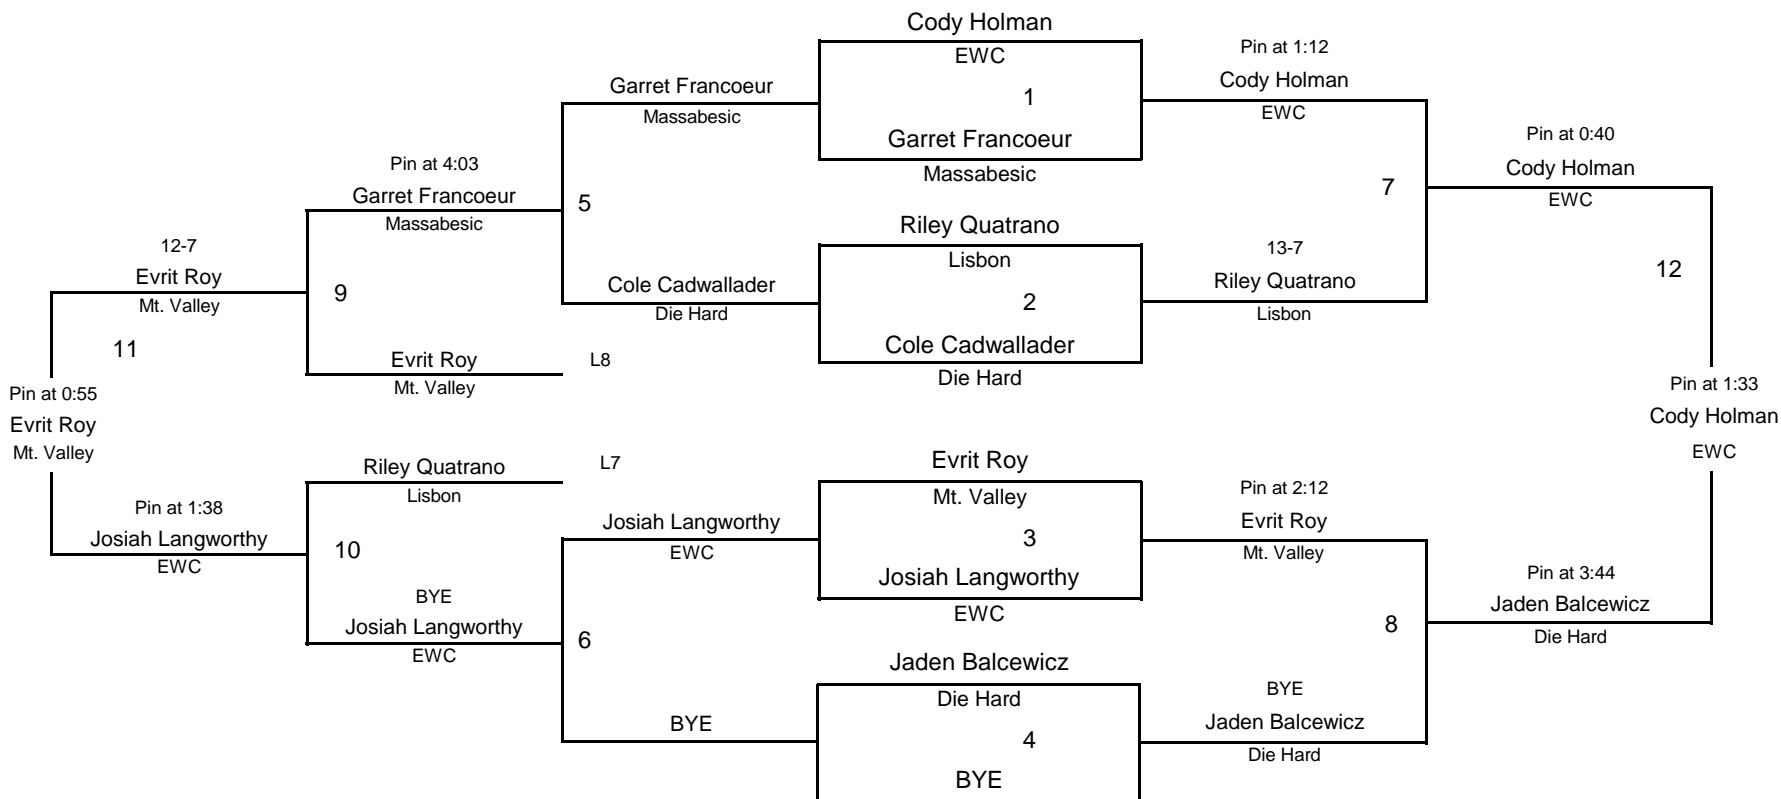 Cody Holman
EWC
1
Garret Francoeur
Massabesic
Riley Quatrano
Lisbon
2
Cole Cadwallader
Die Hard
Evrit Roy
Mt. Valley
3
Josiah Langworthy
EWC
Jaden Balcewicz
Die Hard
4
BYE
Pin at 1:12
Cody Holman
EWC
7
13-7
Riley Quatrano
Lisbon
Pin at 2:12
Evrit Roy
Mt. Valley
8
BYE
Jaden Balcewicz
Die Hard
Pin at 0:40
Cody Holman
EWC
12
Pin at 3:44
Jaden Balcewicz
Die Hard
Pin at 1:33
Cody Holman
EWC
Garret Francoeur
Massabesic
5
Cole Cadwallader
Die Hard
Josiah Langworthy
EWC
6
BYE
Pin at 4:03
Garret Francoeur
Massabesic
9
Evrit Roy
L8
Mt. Valley
Riley Quatrano
L7
Lisbon
10
BYE
Josiah Langworthy
EWC
12-7
Evrit Roy
Mt. Valley
11
Pin at 1:38
Josiah Langworthy
EWC
Pin at 0:55
Evrit Roy
Mt. Valley